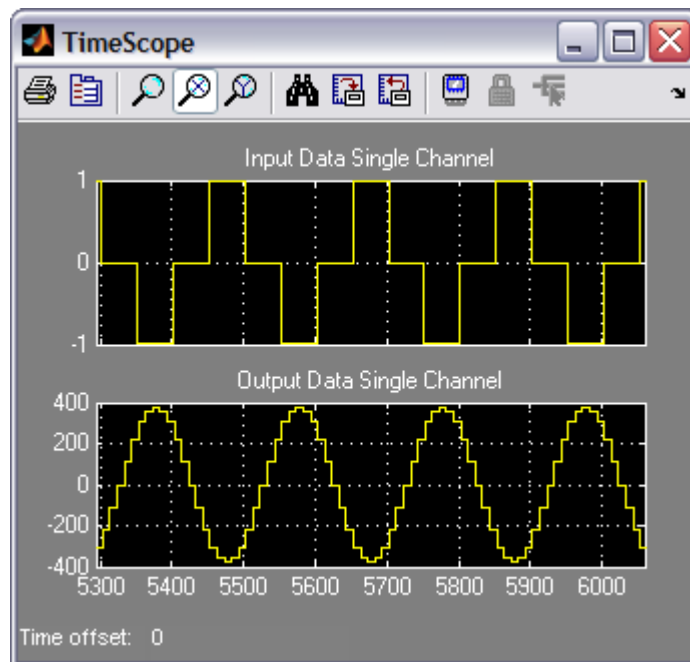 TimeScope
Input Data Single Channel
1
0
-1
Output Data Single Channel
400
200
0
-200
-400
5300 5400 5500 5600 5700 5800 5900 6000
Time offset: 0